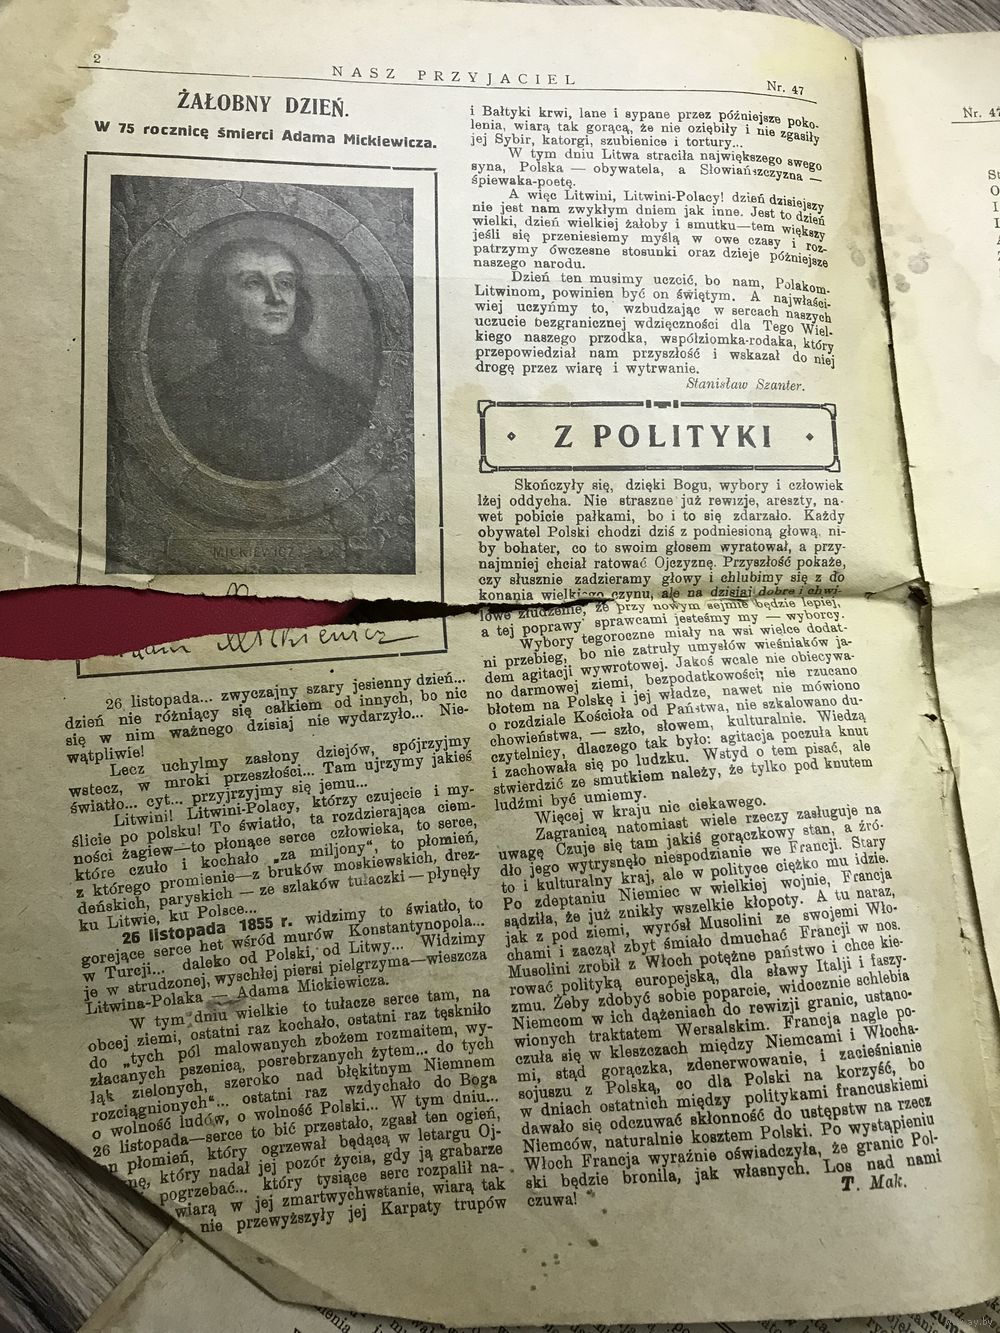 2
NASZ PRZYJACIEL
Nr. 47
ŻAŁOBNY DZIEŃ.
W 75 rocznicę śmierci Adama Mickiewicza.
MICKIEWICZ
Mickiewicz
26 listopada... zwyczajny szary jesienny dzień...
dzień nie różniący się całkiem od innych, bo nic
się w nim ważnego dzisiaj nie wydarzyło... Nie-
wątpliwie!
Lecz uchylmy zasłony dziejów, spójrzyjmy
wstecz, w mroki przeszłości... Tam ujrzymy jakieś
światło... cyt... przyjrzyjmy się jemu...
Litwini! Litwini-Polacy, którzy czujecie i my-
ślicie po polsku! To światło, ta rozdzierająca ciem-
ności żagiew—to płonące serce człowieka, to serce,
które czuło i kochało „za miljony“, to płomień,
z którego promienie—z bruków moskiewskich, drez-
deńskich, paryskich — ze szlaków tułaczki — płynęły
ku Litwie, ku Polsce...
26 listopada 1855 r. widzimy to światło, to
gorejące serce het wśród murów Konstantynopola...
w Turcji... daleko od Polski, od Litwy... Widzimy
je w strudzonej, wyschłej piersi pielgrzyma—wieszcza
Litwina-Polaka — Adama Mickiewicza.
W tym dniu wielkie to tułacze serce tam, na
obcej ziemi, ostatni raz kochało, ostatni raz tęskniło
do „tych pól malowanych zbożem rozmaitem, wy-
złacanych pszenicą, posrebrzanych żytem... do tych
łąk zielonych, szeroko nad błękitnym Niemnem
rozciągnionych“... ostatni raz wzdychało do Boga
o wolność ludów, o wolność Polski... W tym dniu...
26 listopada—serce to bić przestało, zgasł ten ogień,
płomień, który ogrzewał będącą w letargu Oj-
nę, który nadał jej pozór życia, gdy ją grabarze
pogrzebać... który tysiące serc rozpalił na-
wiarą w jej zmartwychwstanie, wiarą tak
nie przewyższyły jej Karpaty trupów
i Bałtyki krwi, lane i sypane przez późniejsze poko-
lenia, wiarą tak gorącą, że nie oziębiły i nie zgasiły
jej Sybir, katorgi, szubienice i tortury...
W tym dniu Litwa straciła największego swego
syna, Polska — obywatela, a Słowiańszczyzna —
śpiewaka-poetę.
A więc Litwini, Litwini-Polacy! dzień dzisiejszy
nie jest nam zwykłym dniem jak inne. Jest to dzień
wielki, dzień wielkiej żałoby i smutku—tem większy
jeśli się przeniesiemy myślą w owe czasy i roz-
patrzymy ówczesne stosunki oraz dzieje późniejsze
naszego narodu.
Dzień ten musimy uczcić, bo nam, Polakom-
Litwinom, powinien być on świętym. A najwłaści-
wiej uczyńmy to, wzbudzając w sercach naszych
uczucie bezgranicznej wdzięczności dla Tego Wiel-
kiego naszego przodka, współziomka-rodaka, który
przepowiedział nam przyszłość i wskazał do niej
drogę przez wiarę i wytrwanie.
Stanisław Szanter.
Z POLITYKI
Skończyły się, dzięki Bogu, wybory i człowiek
lżej oddycha. Nie straszne już rewizje, areszty, na-
wet pobicie pałkami, bo i to się zdarzało. Każdy
obywatel Polski chodzi dziś z podniesioną głową, ni-
by bohater, co to swoim głosem wyratował, a przy-
najmniej chciał ratować Ojczyznę. Przyszłość pokaże,
czy słusznie zadzieramy głowy i chlubimy się z do
konania wielkiego czynu, ale na dzisiaj dobre i chwi-
lowe złudzenie, że przy nowym sejmie będzie lepiej,
a tej poprawy sprawcami jesteśmy my — wyborcy.
Wybory tegoroczne miały na wsi wielce dodat-
ni przebieg, bo nie zatruły umysłów wieśniaków ja-
dem agitacji wywrotowej. Jakoś wcale nie obiecywa-
no darmowej ziemi, bezpodatkowości; nie rzucano
błotem na Polskę i jej władze, nawet nie mówiono
o rozdziale Kościoła od Państwa, nie szkalowano du-
chowieństwa, — szło, słowem, kulturalnie. Wiedzą
czytelnicy, dlaczego tak było: agitacja poczuła knut
i zachowała się po ludzku. Wstyd o tem pisać, ale
stwierdzić ze smutkiem należy, że tylko pod knutem
ludźmi być umiemy.
Więcej w kraju nic ciekawego.
Zagranicą natomiast wiele rzeczy zasługuje na
uwagę Czuje się tam jakiś gorączkowy stan, a źró-
dło jego wytrysnęło niespodzianie we Francji. Stary
to i kulturalny kraj, ale w polityce ciężko mu idzie.
Po zdeptaniu Niemiec w wielkiej wojnie, Francja
sądziła, że już znikły wszelkie kłopoty. A tu naraz,
jak z pod ziemi, wyrósł Musolini ze swojemi Wło-
chami i zaczął zbyt śmiało dmuchać Francji w nos.
Musolini zrobił z Włoch potężne państwo i chce kie-
rować polityką europejską, dla sławy Italji i faszy-
zmu. Żeby zdobyć sobie poparcie, widocznie schlebia
Niemcom w ich dążeniach do rewizji granic, ustano-
wionych traktatem Wersalskim. Francja nagle po-
czuła się w kleszczach między Niemcami i Włocha-
mi, stąd gorączka, zdenerwowanie, i zacieśnianie
sojuszu z Polską, co dla Polski na korzyść, bo
w dniach ostatnich między politykami francuskiemi
dawało się odczuwać skłonność do ustępstw na rzecz
Niemców, naturalnie kosztem Polski. Po wystąpieniu
Włoch Francja wyraźnie oświadczyła, że granic Pol-
ski będzie broniła, jak własnych. Los nad nami
czuwa!
T. Mak.
Nr. 47